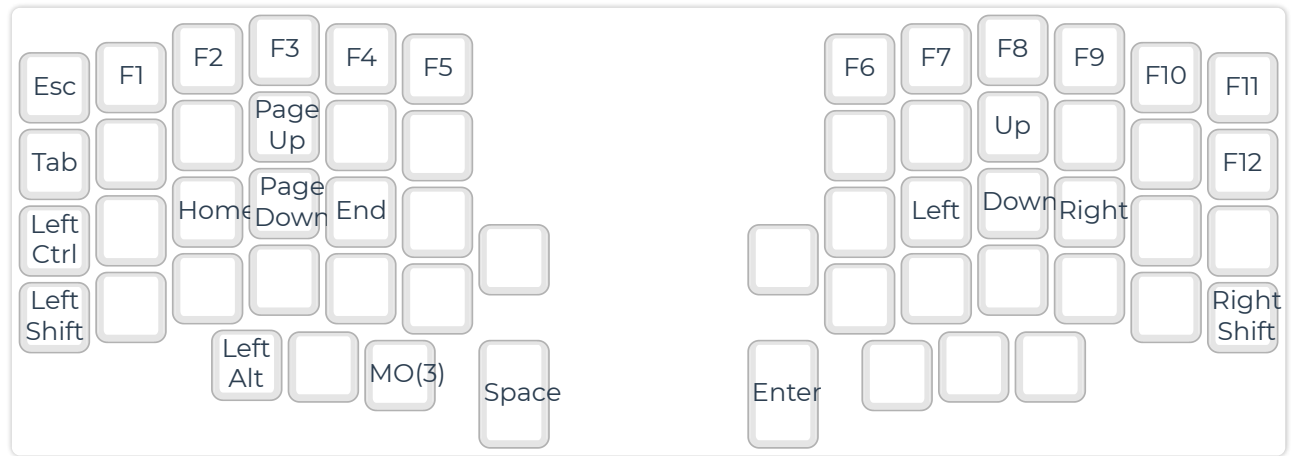 Esc F1 F2 F3 F4 F5 F6 F7 F8 F9 F10 F11
Tab Page Up Up F12
Left Ctrl Home Page Down End Left Down Right
Left Shift Right Shift
Left Alt MO(3) Space Enter